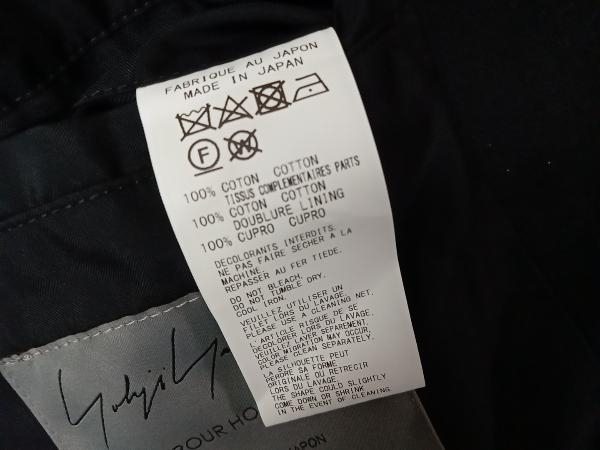 FABRIQUE AU JAPON
MADE IN JAPAN
F W
100% COTON COTTON
TISSUS COMPLEMENTAIRES PARTS
100% COTON COTTON
DOUBLURE LINING
100% CUPRO CUPRO
DECOLORANTS INTERDITS.
NE PAS FAIRE SECHER A LA
MACHINE.
REPASSER AU FER TIEDE.
DO NOT BLEACH.
DO NOT TUMBLE DRY.
COOL IRON.
VEUILLEZ UTILISER UN
FILET LORS DU LAVAGE.
PLEASE USE A CLEANING NET.
L'ARTICLE RISQUE DE SE
DECOLORER LORS DU LAVAGE.
VEUILLEZ LAVER SEPAREMENT.
COLOR MIGRATION MAY OCCUR.
PLEASE CLEAN SEPARATELY.
LA SILHOUETTE PEUT
PERDRE SA FORME
ORIGINALE OU RETRECIR
LORS DU LAVAGE.
THE SHAPE COULD SLIGHTLY
COME DOWN OR SHRINK
IN THE EVENT OF CLEANING.
Yohji Ya
POUR HO
JAPON